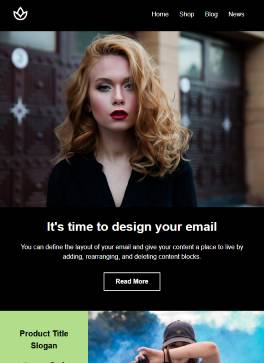 Home Shop Blog News
It's time to design your email
You can define the layout of your email and give your content a place to live by
adding, rearranging, and deleting content blocks.
Read More
Product Title
Slogan